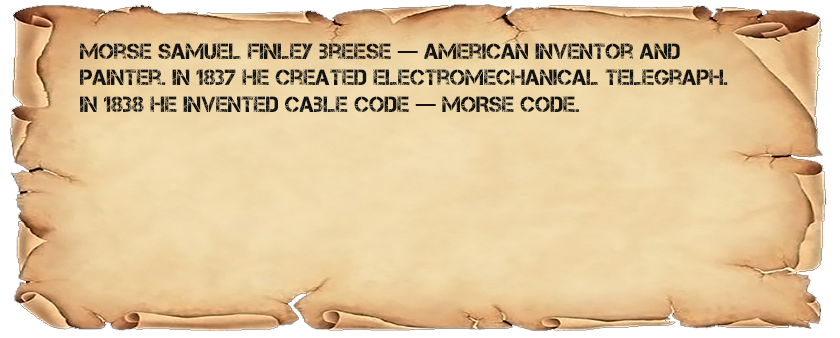 MORSE SAMUEL FINLEY BREESE — AMERICAN INVENTOR AND
PAINTER. IN 1837 HE CREATED ELECTROMECHANICAL TELEGRAPH.
IN 1838 HE INVENTED CABLE CODE — MORSE CODE.